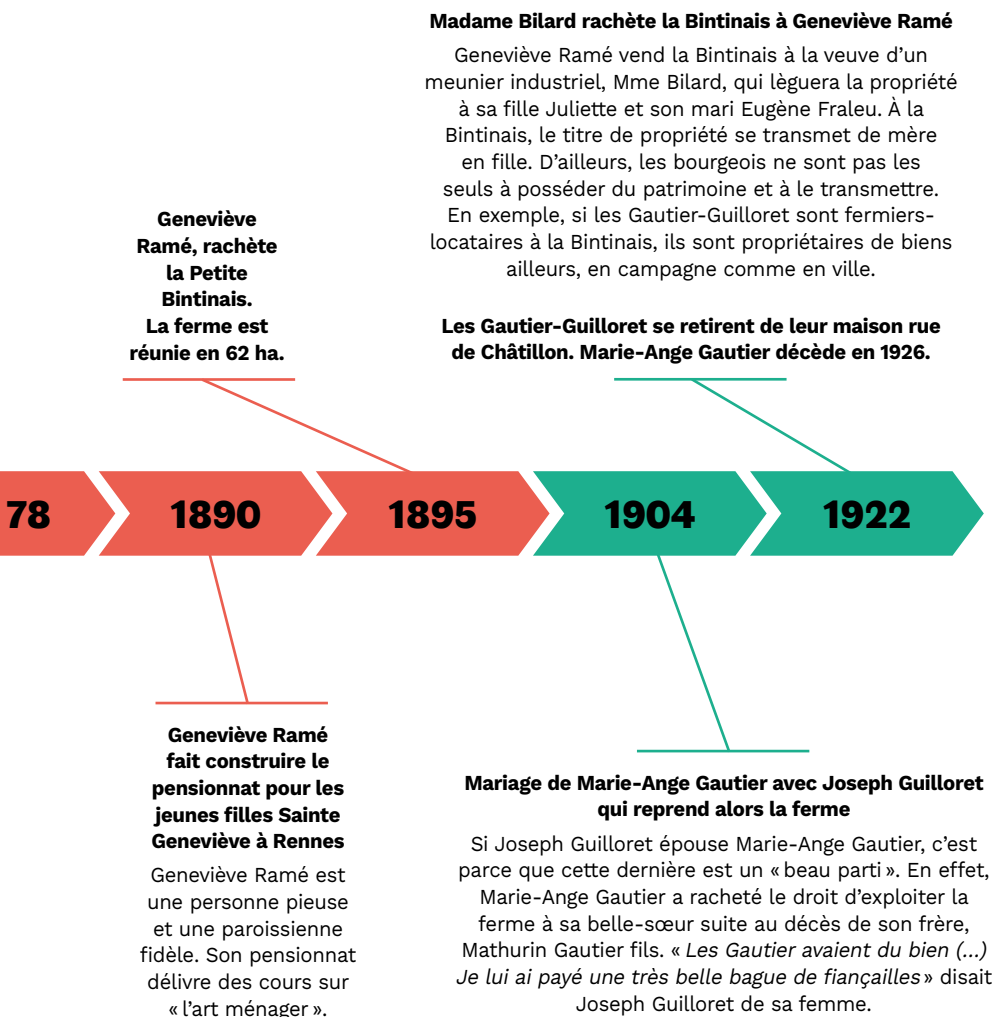 Madame Bilard rachète la Bintinais à Geneviève Ramé
Geneviève Ramé vend la Bintinais à la veuve d’un
meunier industriel, Mme Bilard, qui lèguera la propriété
à sa fille Juliette et son mari Eugène Fraleu. À la
Bintinais, le titre de propriété se transmet de mère
en fille. D’ailleurs, les bourgeois ne sont pas les
seuls à posséder du patrimoine et à le transmettre.
En exemple, si les Gautier-Guilloret sont fermiers-
locataires à la Bintinais, ils sont propriétaires de biens
ailleurs, en campagne comme en ville.
Les Gautier-Guilloret se retirent de leur maison rue
de Châtillon. Marie-Ange Gautier décède en 1926.
Geneviève
Ramé, rachète
la Petite
Bintinais.
La ferme est
réunie en 62 ha.
78 1890 1895 1904 1922
Geneviève Ramé
fait construire le
pensionnat pour les
jeunes filles Sainte
Geneviève à Rennes
Geneviève Ramé est
une personne pieuse
et une paroissienne
fidèle. Son pensionnat
délivre des cours sur
« l’art ménager ».
Mariage de Marie-Ange Gautier avec Joseph Guilloret
qui reprend alors la ferme
Si Joseph Guilloret épouse Marie-Ange Gautier, c’est
parce que cette dernière est un « beau parti ». En effet,
Marie-Ange Gautier a racheté le droit d’exploiter la
ferme à sa belle-sœur suite au décès de son frère,
Mathurin Gautier fils. « Les Gautier avaient du bien (...)
Je lui ai payé une très belle bague de fiançailles » disait
Joseph Guilloret de sa femme.